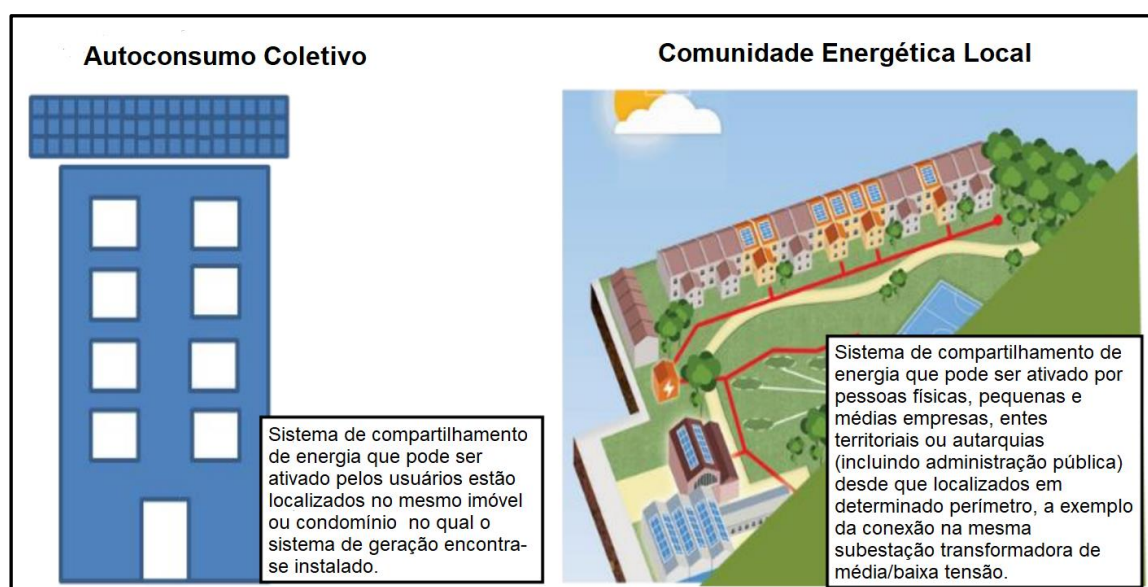 Autoconsumo Coletivo
Sistema de compartilhamento
de energia que pode ser
ativado pelos usuários estão
localizados no mesmo imóvel
ou condomínio no qual o
sistema de geração encontra-
se instalado.
Comunidade Energética Local
Sistema de compartilhamento de
energia que pode ser ativado por
pessoas físicas, pequenas e
médias empresas, entes
territoriais ou autarquias
(incluindo administração pública)
desde que localizados em
determinado perímetro, a exemplo
da conexão na mesma
subestação transformadora de
média/baixa tensão.